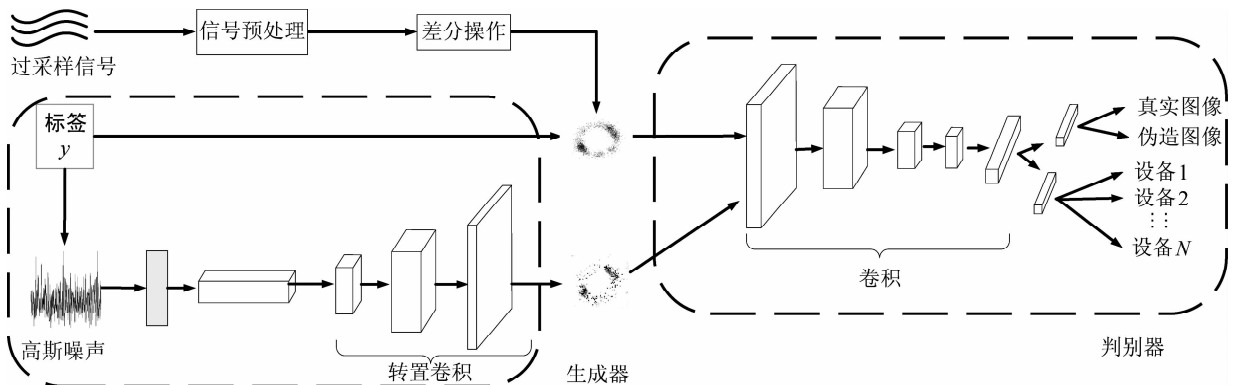 过采样信号
信号预处理
差分操作
标签
y
高斯噪声
转置卷积
生成器
卷积
真实图像
伪造图像
设备1
设备2
⋮⋮
设备N
判别器